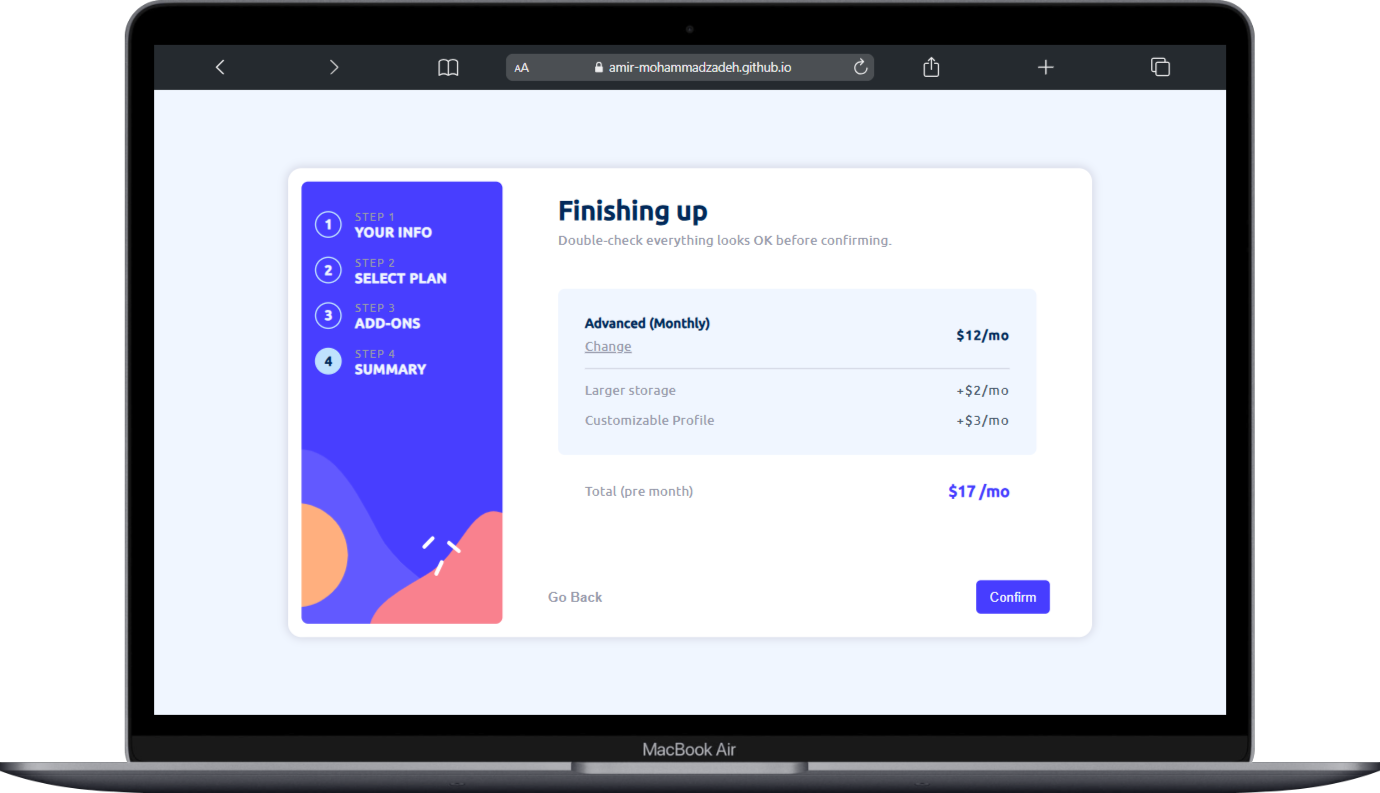 AA
amir-mohammadzadeh.github.io
1
STEP 1
YOUR INFO
2
STEP 2
SELECT PLAN
3
STEP 3
ADD-ONS
4
STEP 4
SUMMARY
Finishing up
Double-check everything looks OK before confirming.
Advanced (Monthly)
$12/mo
Change
Larger storage
+$2/mo
Customizable Profile
+$3/mo
Total (pre month)
$17 /mo
Go Back
Confirm
MacBook Air